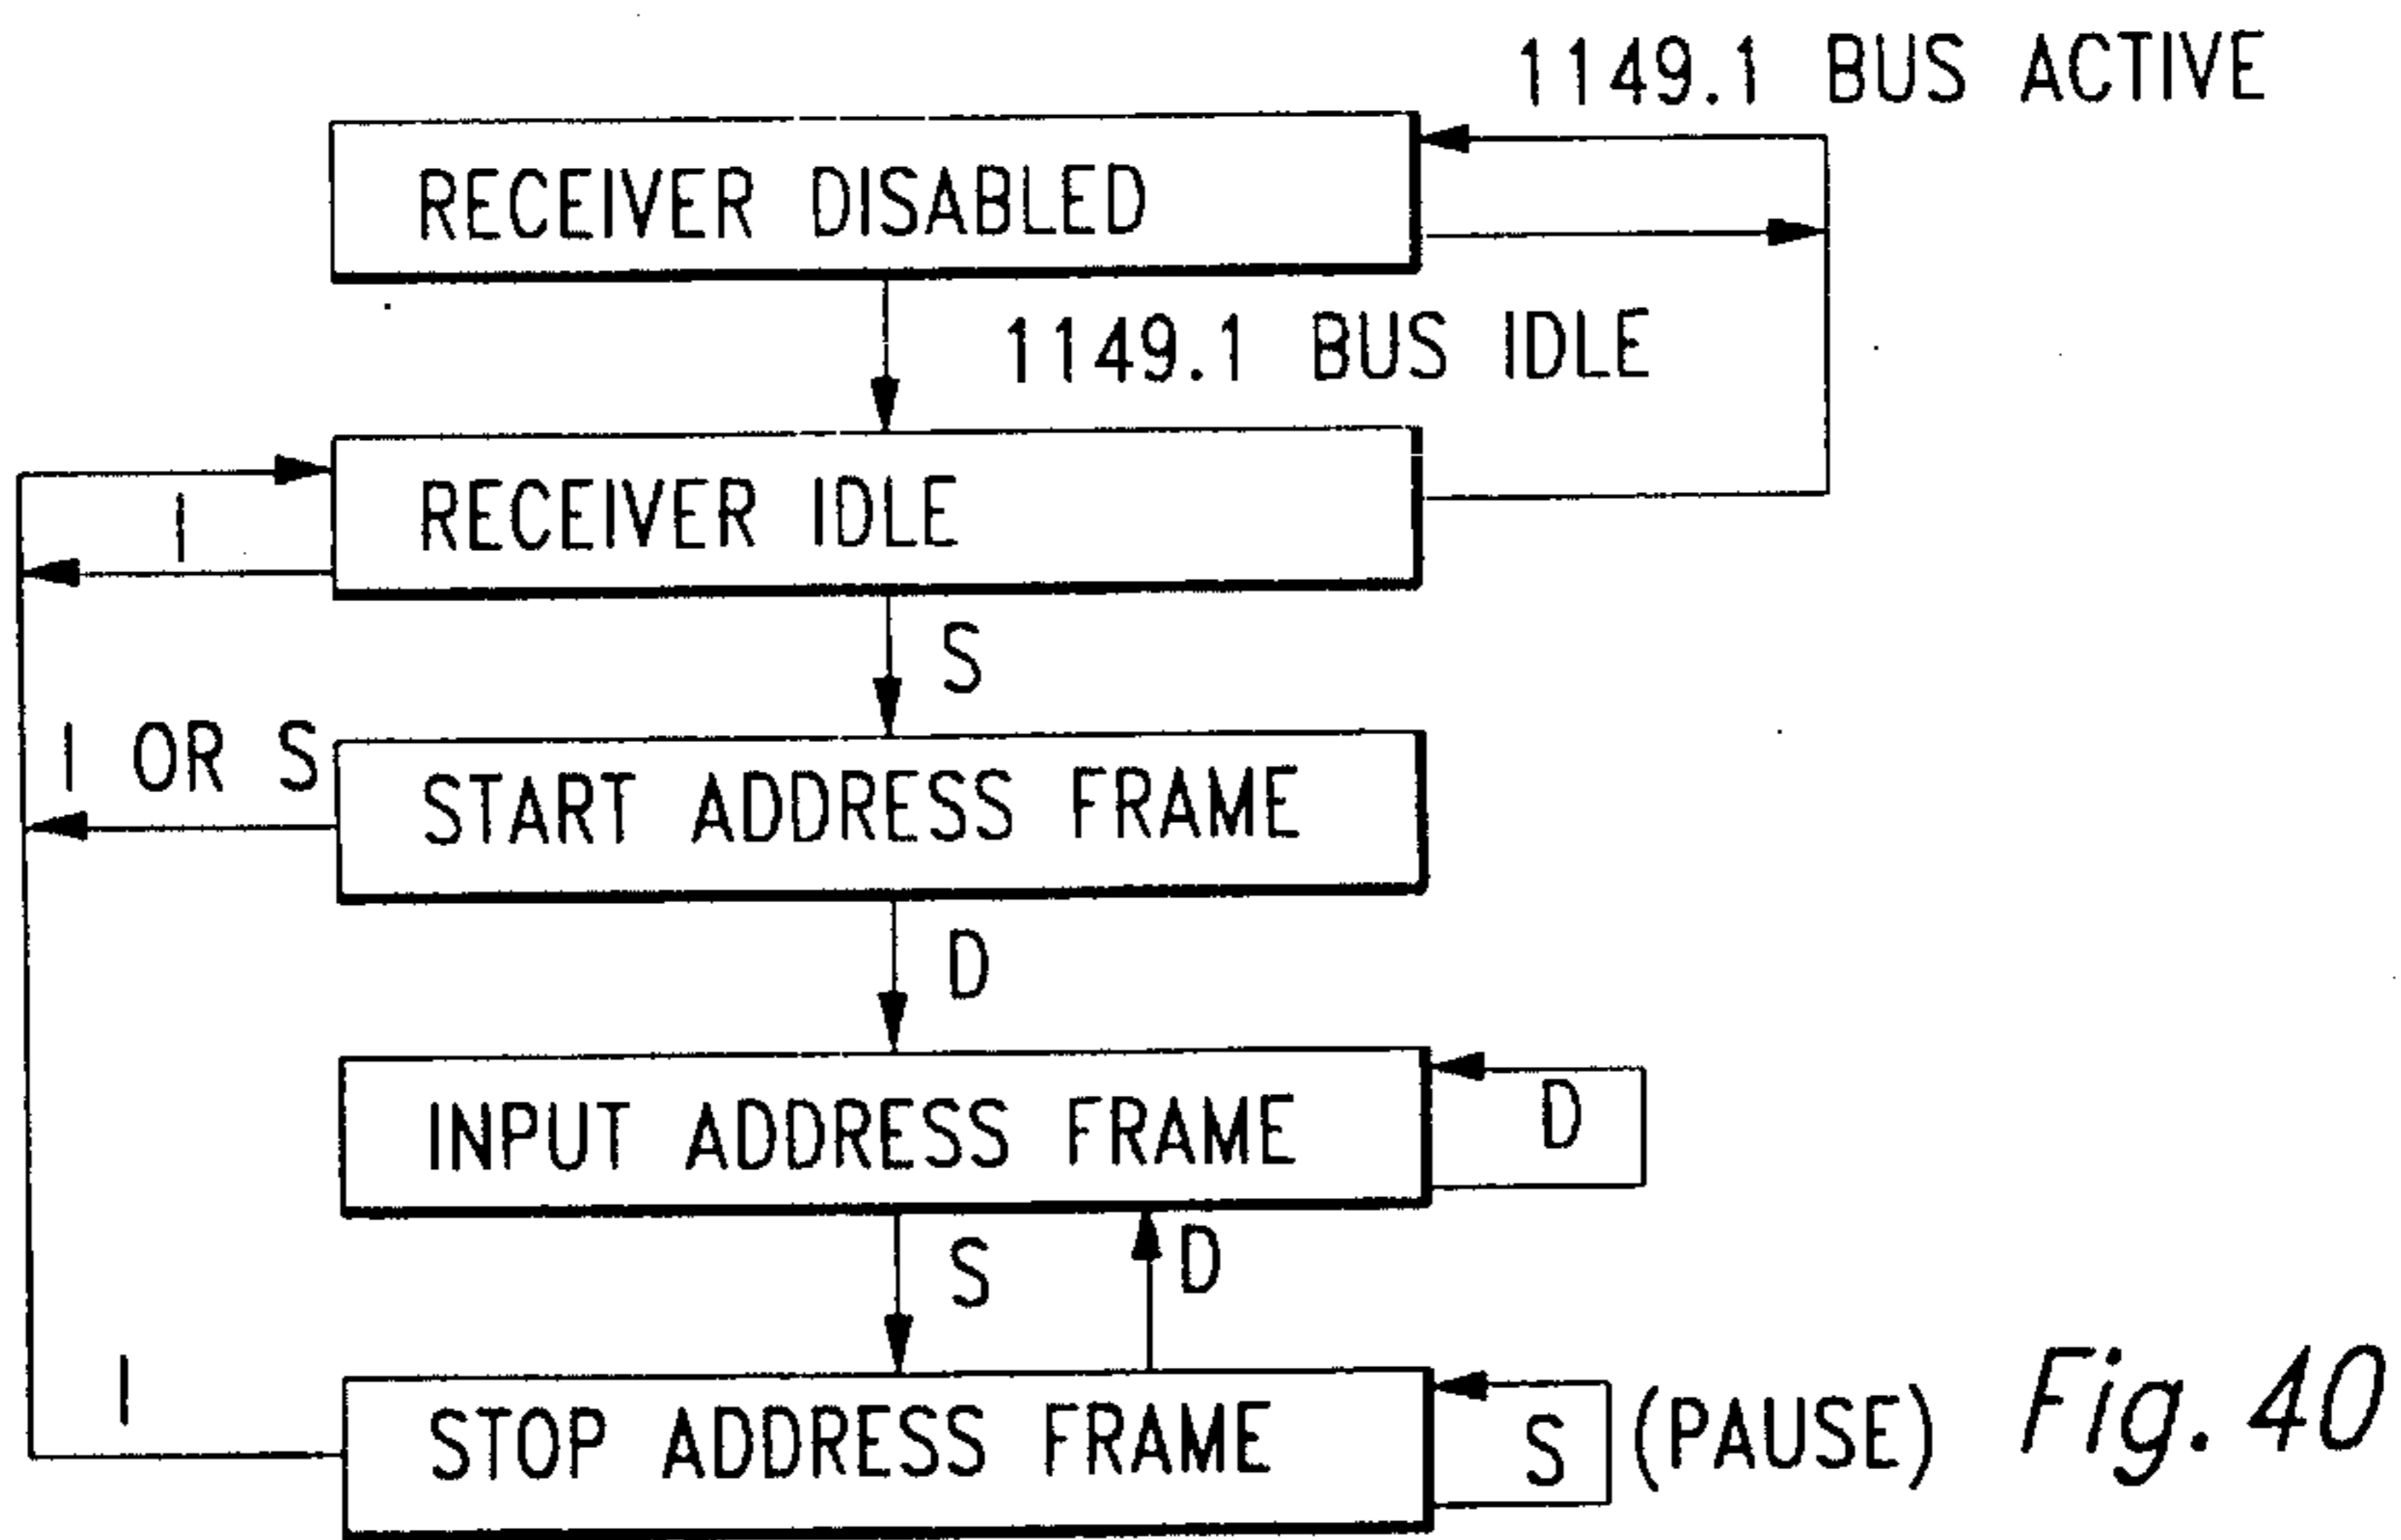 1149.1 BUS ACTIVE
RECEIVER DISABLED
1149.1 BUS IDLE
I
RECEIVER IDLE
S
I OR S
START ADDRESS FRAME
D
INPUT ADDRESS FRAME
D
S
D
I
STOP ADDRESS FRAME
S
(PAUSE)
Fig. 40